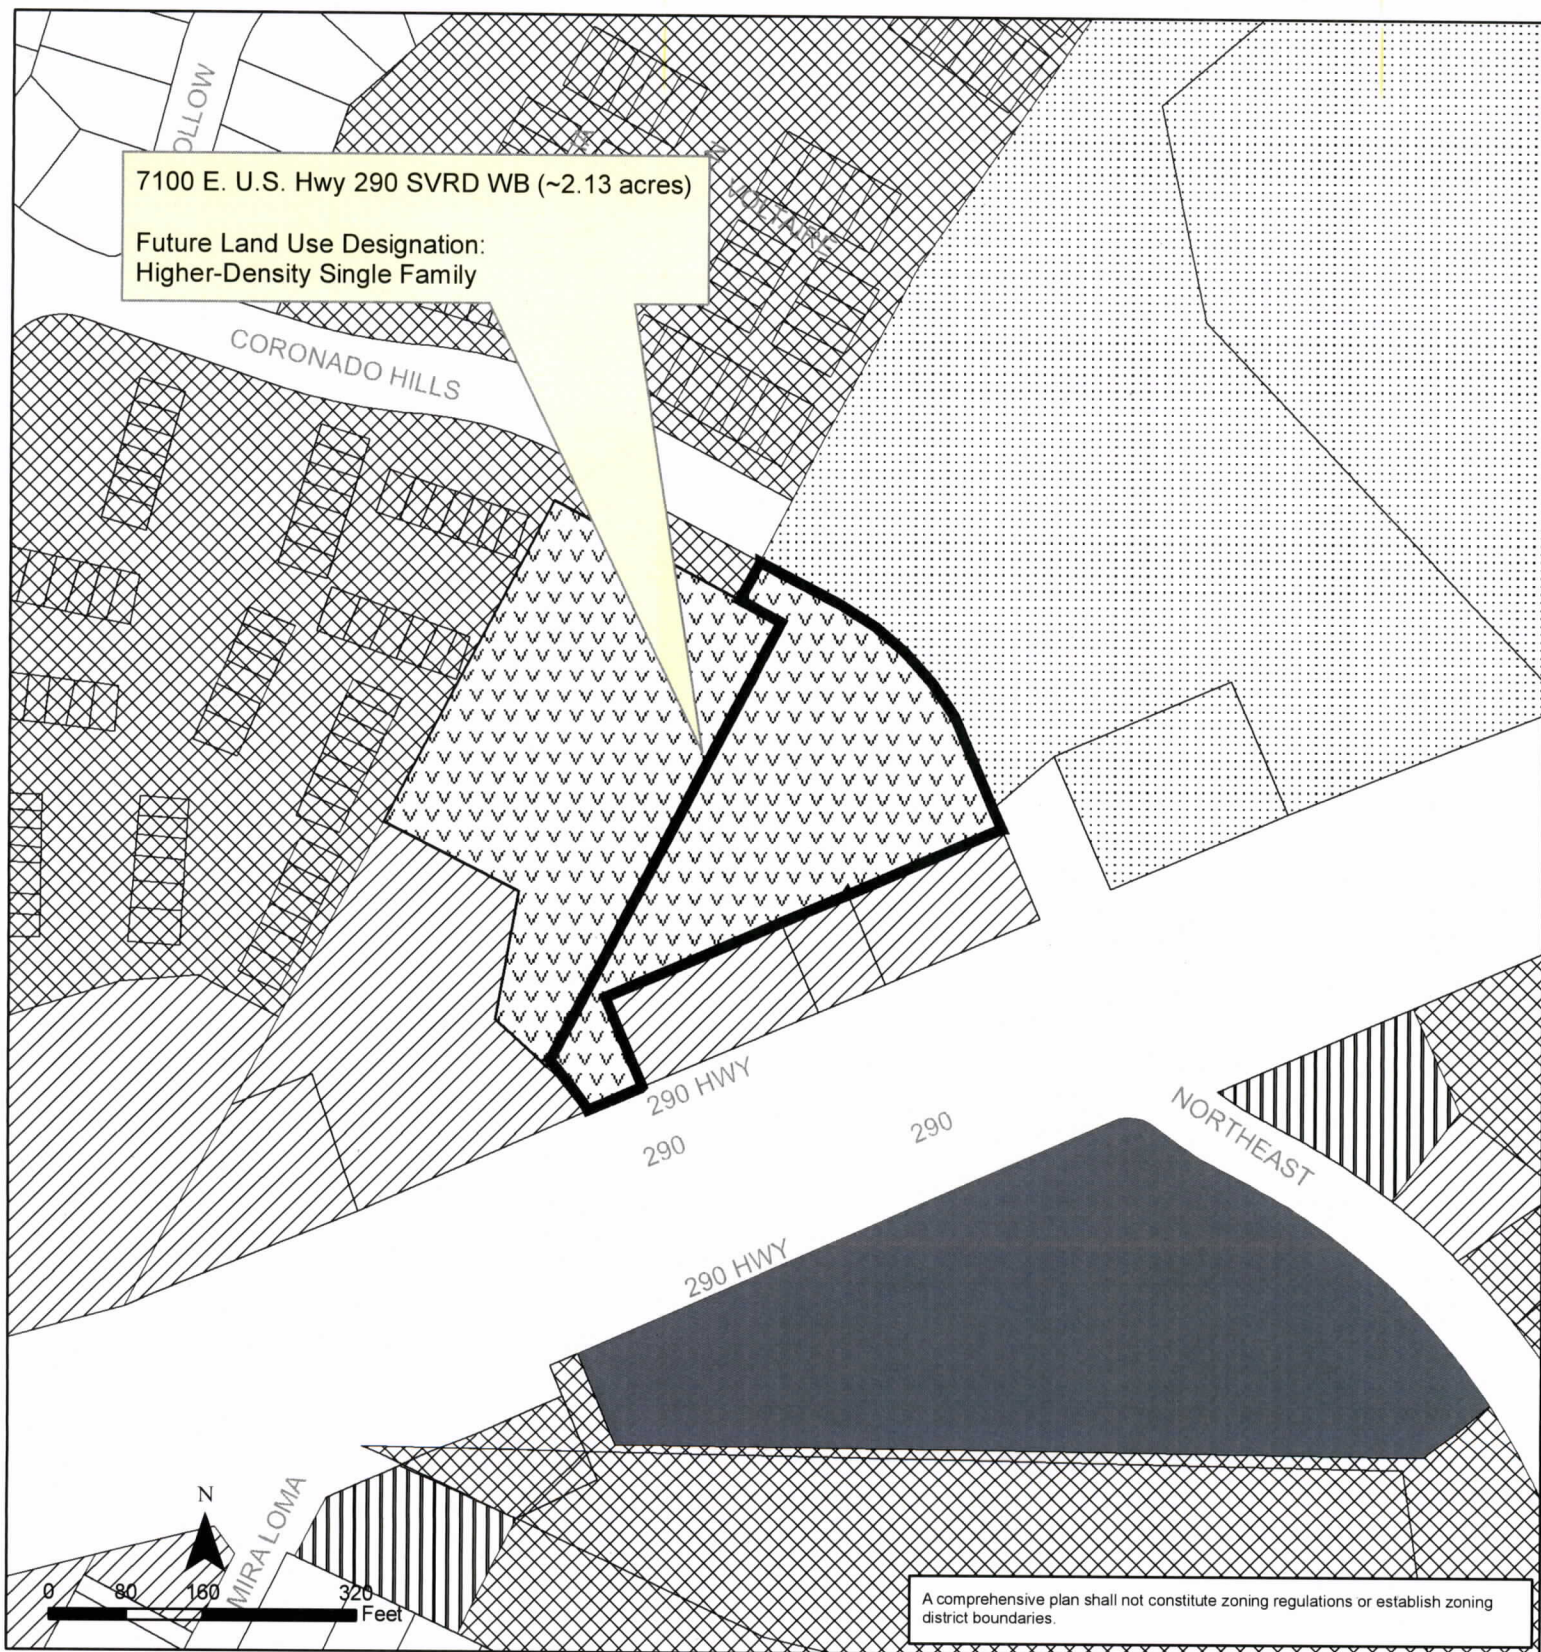 OLLOW
7100 E. U.S. Hwy 290 SVRD WB (~2.13 acres)
Future Land Use Designation:
Higher-Density Single Family
VOLTAIRE
CORONADO HILLS
290 HWY
290
290
NORTHEAST
290 HWY
N
MIRA LOMA
0 80 160 320
Feet
A comprehensive plan shall not constitute zoning regulations or establish zoning
district boundaries.